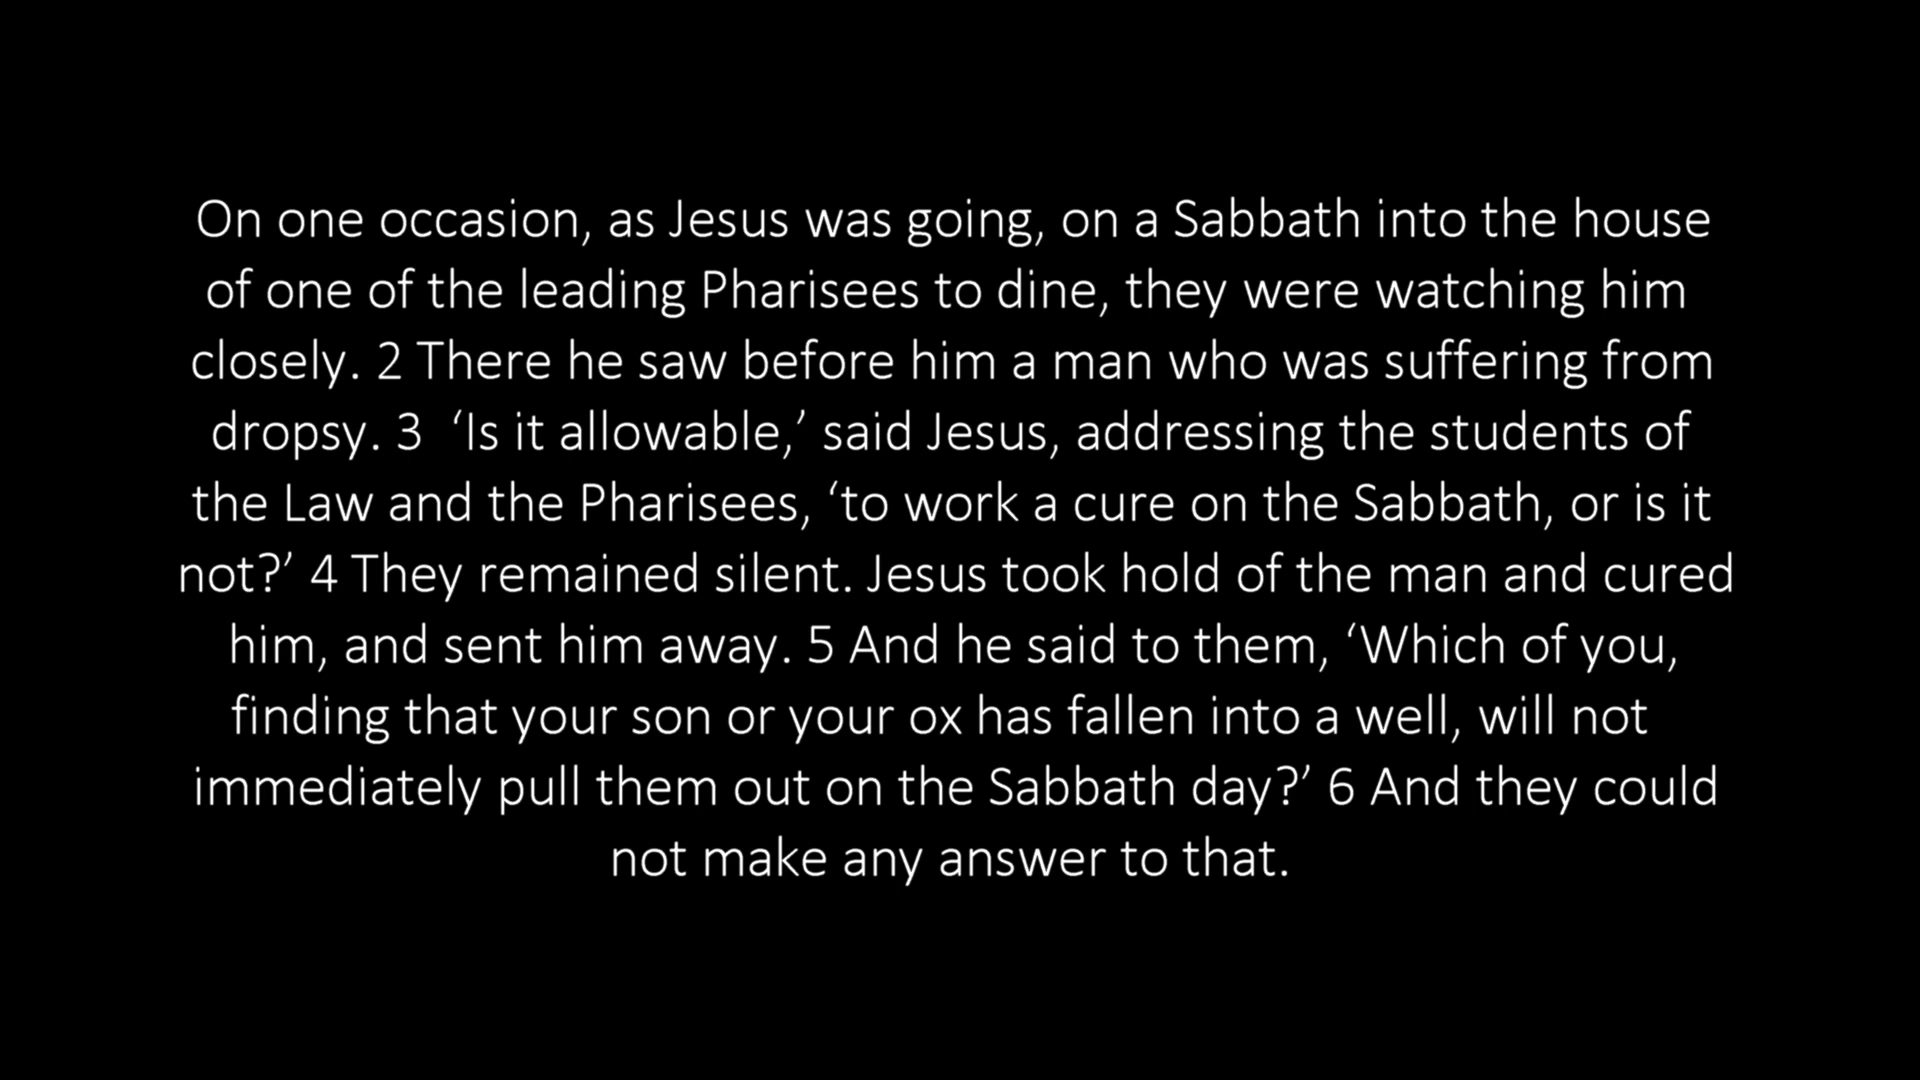 On one occasion, as Jesus was going, on a Sabbath into the house
of one of the leading Pharisees to dine, they were watching him
closely. 2 There he saw before him a man who was suffering from
dropsy. 3  ‘Is it allowable,’ said Jesus, addressing the students of
the Law and the Pharisees, ‘to work a cure on the Sabbath, or is it
not?’ 4 They remained silent. Jesus took hold of the man and cured
him, and sent him away. 5 And he said to them, ‘Which of you,
finding that your son or your ox has fallen into a well, will not
immediately pull them out on the Sabbath day?’ 6 And they could
not make any answer to that.